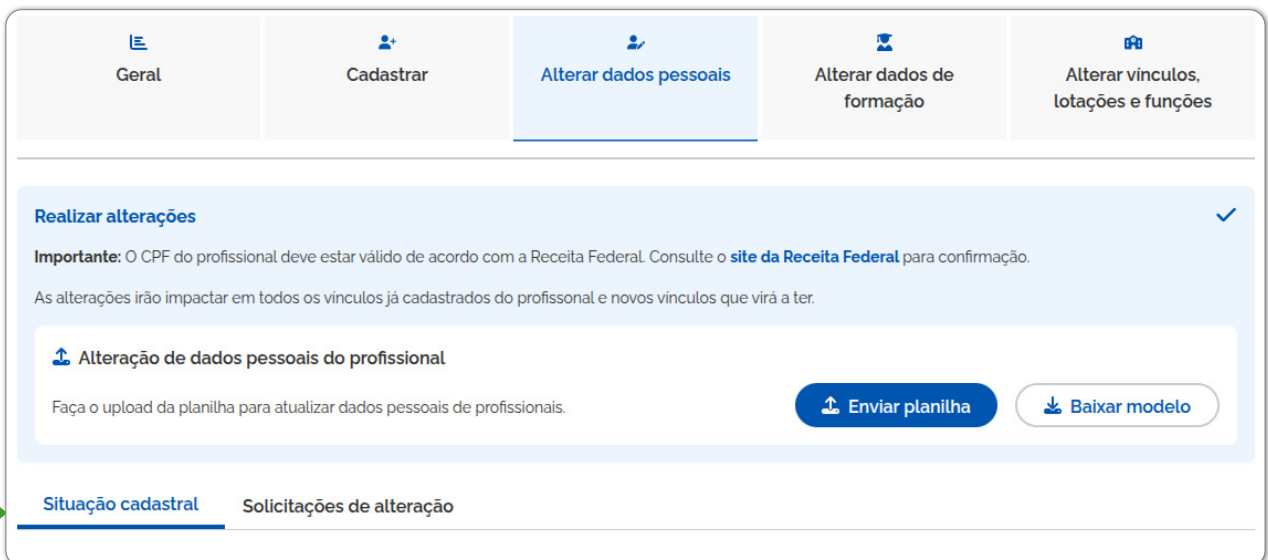 Geral
Cadastrar
Alterar dados pessoais
Alterar dados de
formação
Alterar vínculos,
lotações e funções
Realizar alterações
Importante: O CPF do profissional deve estar válido de acordo com a Receita Federal. Consulte o site da Receita Federal para confirmação.
As alterações irão impactar em todos os vínculos já cadastrados do profissonal e novos vínculos que virá a ter.
Alteração de dados pessoais do profissional
Faça o upload da planilha para atualizar dados pessoais de profissionais.
Enviar planilha
Baixar modelo
Situação cadastral
Solicitações de alteração